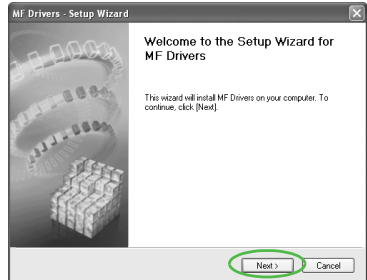 MF Drivers - Setup Wizard
Welcome to the Setup Wizard for
MF Drivers
This wizard will install MF Drivers on your computer. To
continue, click [Next].
Next >
Cancel